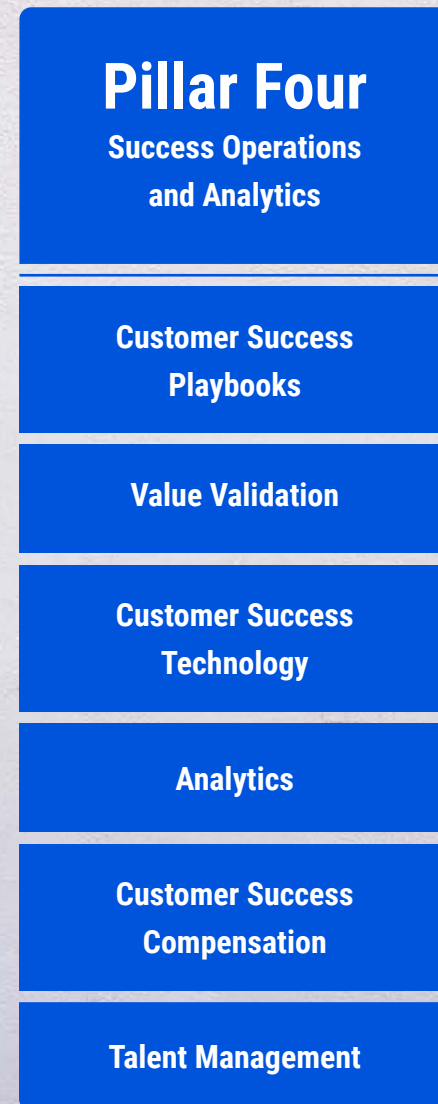 Pillar Four
Success Operations
and Analytics
Customer Success
Playbooks
Value Validation
Customer Success
Technology
Analytics
Customer Success
Compensation
Talent Management